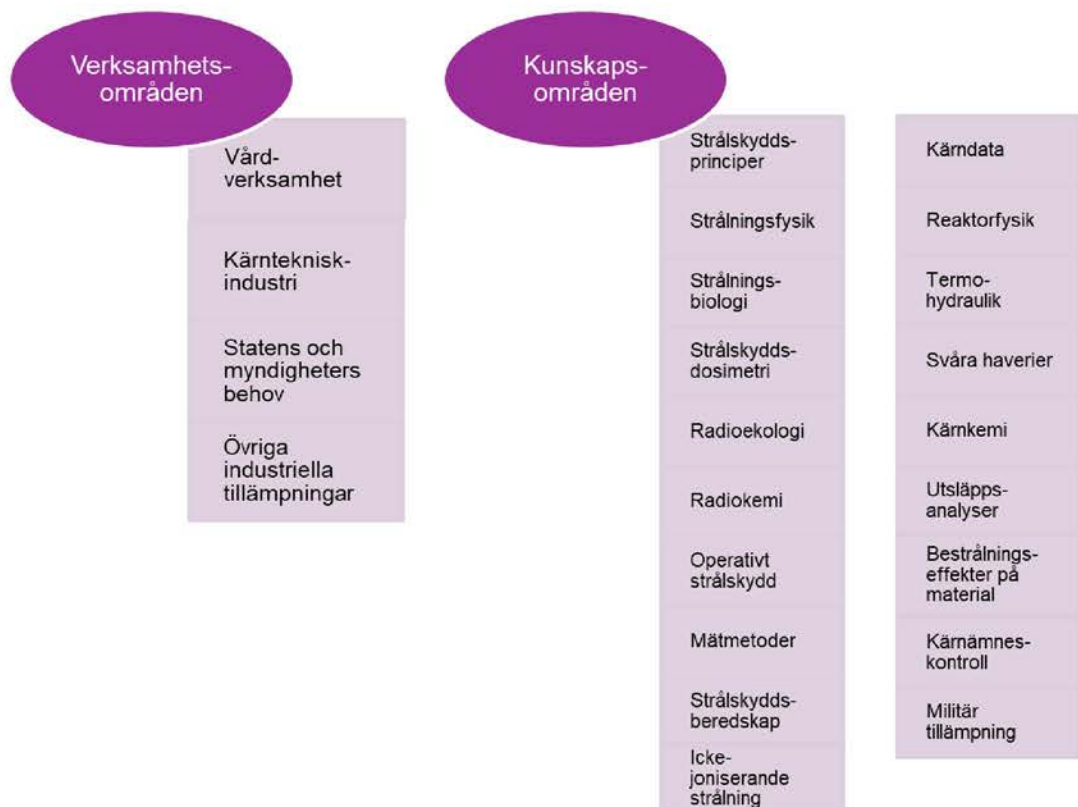 Verksamhets-
områden
Vård-
verksamhet
Kärnteknisk-
industri
Statens och
myndigheters
behov
Övriga
industriella
tillämpningar
Kunskaps-
områden
Strålskydds-
principer
Strålningsfysik
Strålnings-
biologi
Strålskydds-
dosimetri
Radioekologi
Radiokemi
Operativt
strålskydd
Mätmetoder
Strålskydds-
beredskap
Icke-
joniserande
strålning
Kärndata
Reaktorfysik
Termo-
hydraulik
Svåra haverier
Kärnkemi
Utsläpps-
analyser
Bestrålnings-
effekter på
material
Kärnämnes-
kontroll
Militär
tillämpning